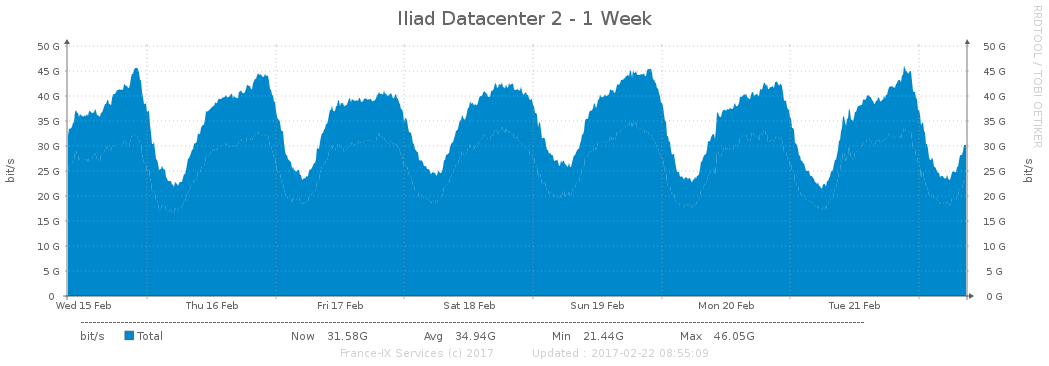 Iliad Datacenter 2 - 1 Week
RRDTOOL / TOBI OETIKER
bit/s
50 G 50 G
45 G 45 G
40 G 40 G
35 G 35 G
30 G 30 G
25 G 25 G
20 G 20 G
15 G 15 G
10 G 10 G
5 G 5 G
0 0 G
bit/s
Wed 15 Feb Thu 16 Feb Fri 17 Feb Sat 18 Feb Sun 19 Feb Mon 20 Feb Tue 21 Feb
bit/s Total Now 31.58G Avg 34.94G Min 21.44G Max 46.05G
France-IX Services (c) 2017 Updated : 2017-02-22 08:55:09